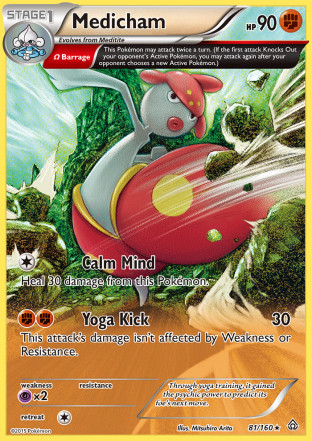 STAGE1
Medicham
HP 90
Evolves from Meditite
Ω Barrage
This Pokémon may attack twice a turn. (If the first attack Knocks Out
your opponent's Active Pokémon, you may attack again after your
opponent chooses a new Active Pokémon.)
Calm Mind
Heal 30 damage from this Pokémon.
Yoga Kick 30
This attack's damage isn't affected by Weakness or
Resistance.
weakness resistance
×2
retreat
Through yoga training, it gained
the psychic power to predict its
foe's next move.
©2015 Pokémon
Illus. Mitsuhiro Arita
81/160 ★